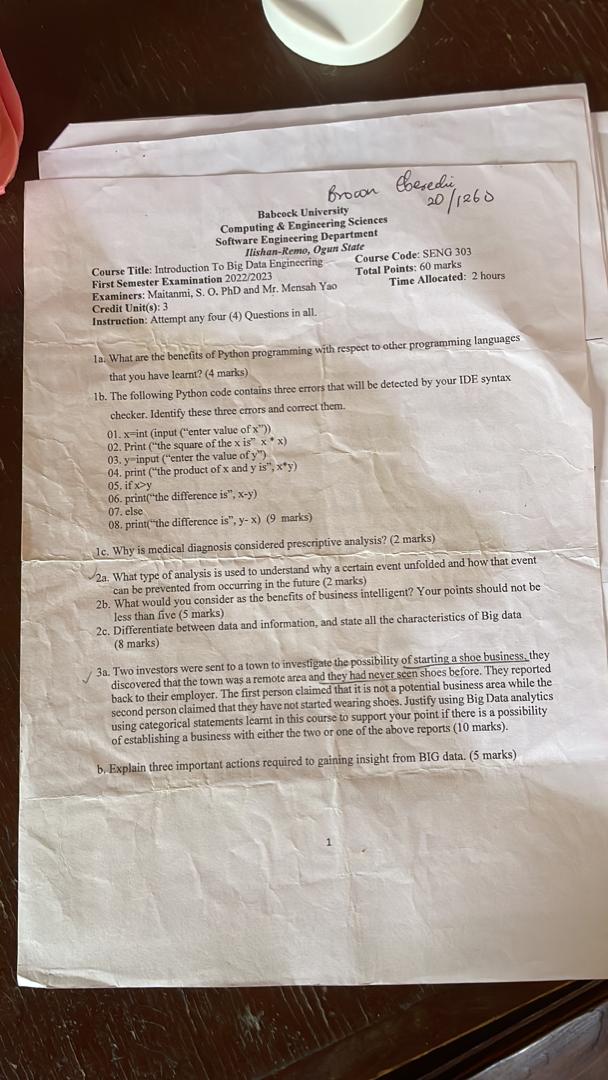 Brown Eberedu
20/1260
Babcock University
Computing & Engineering Sciences
Software Engineering Department
Ilishan-Remo, Ogun State
Course Title: Introduction To Big Data Engineering
Course Code: SENG 303
First Semester Examination 2022/2023
Total Points: 60 marks
Examiners: Maitanmi, S. O. PhD and Mr. Mensah Yao
Time Allocated: 2 hours
Credit Unit(s): 3
Instruction: Attempt any four (4) Questions in all.
1a. What are the benefits of Python programming with respect to other programming languages
that you have learnt? (4 marks)
1b. The following Python code contains three errors that will be detected by your IDE syntax
checker. Identify these three errors and correct them.
01. x=int (input ("enter value of x"))
02. Print ("the square of the x is" x * x)
03. y=input ("enter the value of y")
04. print ("the product of x and y is", x*y)
05. if x>y
06. print("the difference is", x-y)
07. else
08. print("the difference is", y- x) (9 marks)
1c. Why is medical diagnosis considered prescriptive analysis? (2 marks)
2a. What type of analysis is used to understand why a certain event unfolded and how that event
can be prevented from occurring in the future (2 marks)
2b. What would you consider as the benefits of business intelligent? Your points should not be
less than five (5 marks)
2c. Differentiate between data and information, and state all the characteristics of Big data
(8 marks)
3a. Two investors were sent to a town to investigate the possibility of starting a shoe business, they
discovered that the town was a remote area and they had never seen shoes before. They reported
back to their employer. The first person claimed that it is not a potential business area while the
second person claimed that they have not started wearing shoes. Justify using Big Data analytics
using categorical statements learnt in this course to support your point if there is a possibility
of establishing a business with either the two or one of the above reports (10 marks).
b. Explain three important actions required to gaining insight from BIG data. (5 marks)
1